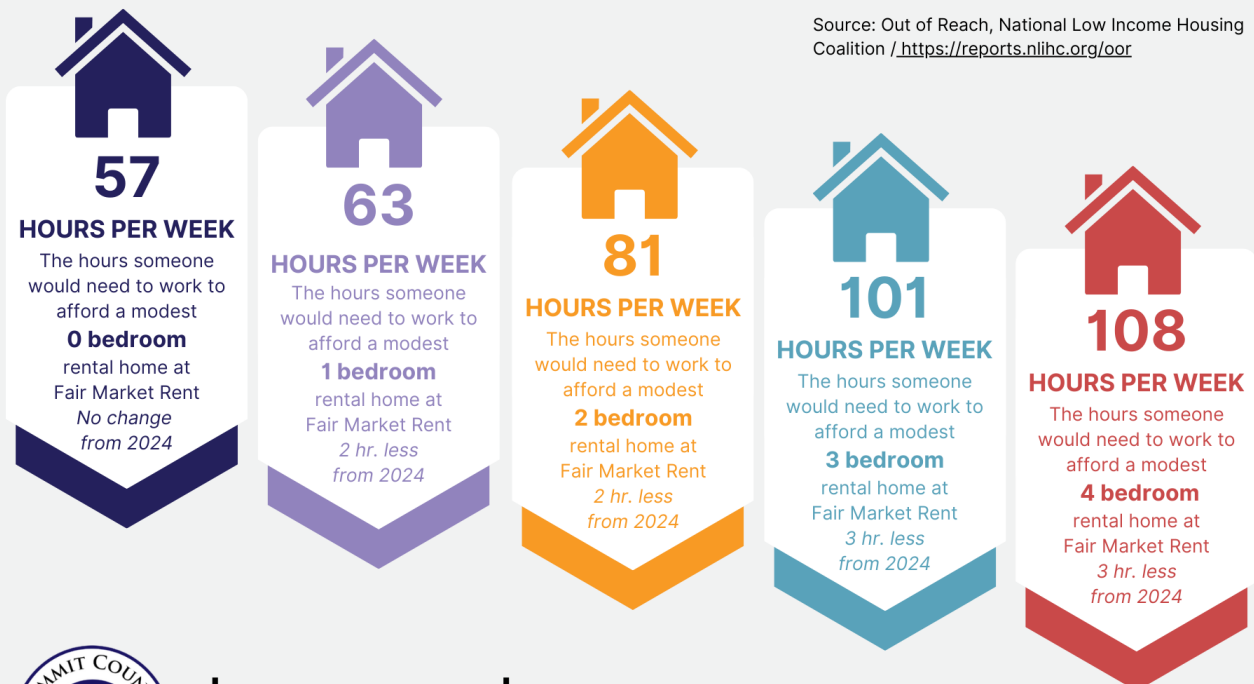 Source: Out of Reach, National Low Income Housing
Coalition / https://reports.nlihc.org/oor
57
HOURS PER WEEK
The hours someone
would need to work to
afford a modest
0 bedroom
rental home at
Fair Market Rent
No change
from 2024
63
HOURS PER WEEK
The hours someone
would need to work to
afford a modest
1 bedroom
rental home at
Fair Market Rent
2 hr. less
from 2024
81
HOURS PER WEEK
The hours someone
would need to work to
afford a modest
2 bedroom
rental home at
Fair Market Rent
2 hr. less
from 2024
101
HOURS PER WEEK
The hours someone
would need to work to
afford a modest
3 bedroom
rental home at
Fair Market Rent
3 hr. less
from 2024
108
HOURS PER WEEK
The hours someone
would need to work to
afford a modest
4 bedroom
rental home at
Fair Market Rent
3 hr. less
from 2024